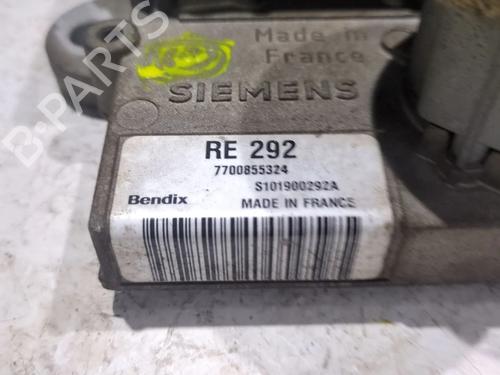 Made in
France
SIEMENS
RE 292
7700855324
S101900292A
Bendix
MADE IN FRANCE
B-PARTS